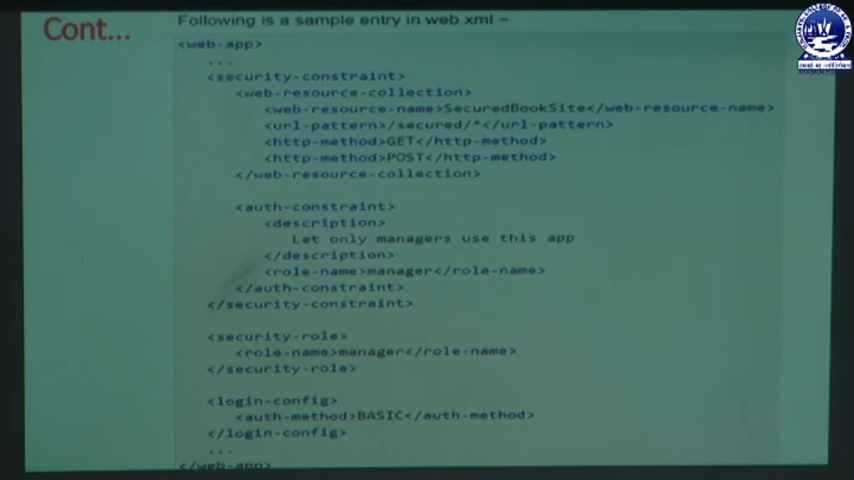 Cont...
Following is a sample entry in web.xml –
<web-app>
...
<security-constraint>
<web-resource-collection>
<web-resource-name>SecuredBookSite</web-resource-name>
<url-pattern>/secured/*</url-pattern>
<http-method>GET</http-method>
<http-method>POST</http-method>
</web-resource-collection>
<auth-constraint>
<description>
Let only managers use this app
</description>
<role-name>manager</role-name>
</auth-constraint>
</security-constraint>
<security-role>
<role-name>manager</role-name>
</security-role>
<login-config>
<auth-method>BASIC</auth-method>
</login-config>
...
</web-app>